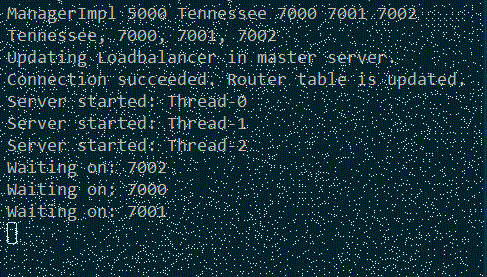 ManagerImpl 5000 Tennessee 7000 7001 7002
Tennessee, 7000, 7001, 7002
Updating Loadbalancer in master server.
Connection succeeded. Router table is updated.
Server started: Thread-0
Server started: Thread-1
Server started: Thread-2
Waiting on: 7002
Waiting on: 7000
Waiting on: 7001